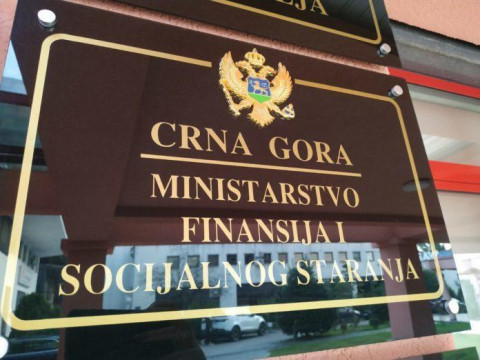 CRNA GORA
MINISTARSTVO
FINANSIJA I
SOCIJALNOG STARANJA